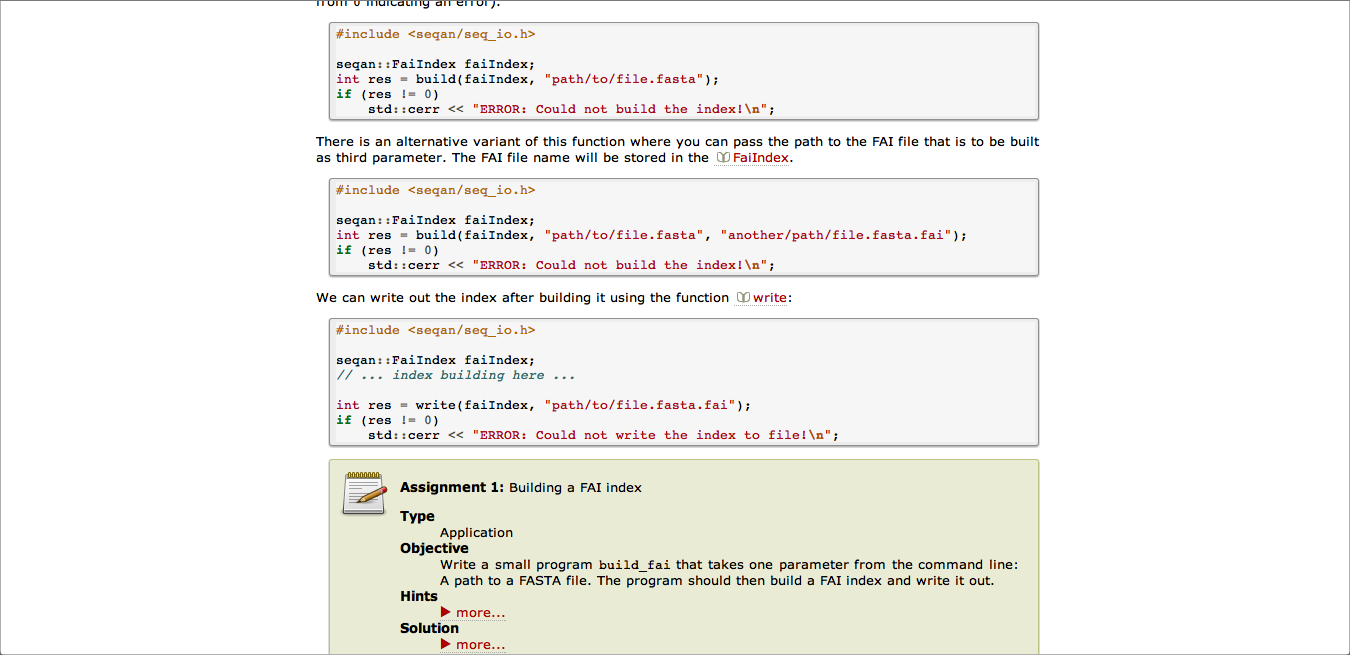 from 0 indicating an error).
#include <seqan/seq_io.h>
seqan::FaiIndex faiIndex;
int res = build(faiIndex, "path/to/file.fasta");
if (res != 0)
std::cerr << "ERROR: Could not build the index!\n";
There is an alternative variant of this function where you can pass the path to the FAI file that is to be built
as third parameter. The FAI file name will be stored in the FaiIndex.
#include <seqan/seq_io.h>
seqan::FaiIndex faiIndex;
int res = build(faiIndex, "path/to/file.fasta", "another/path/file.fasta.fai");
if (res != 0)
std::cerr << "ERROR: Could not build the index!\n";
We can write out the index after building it using the function write:
#include <seqan/seq_io.h>
seqan::FaiIndex faiIndex;
// ... index building here ...
int res = write(faiIndex, "path/to/file.fasta.fai");
if (res != 0)
std::cerr << "ERROR: Could not write the index to file!\n";
Assignment 1: Building a FAI index
Type
Application
Objective
Write a small program build_fai that takes one parameter from the command line:
A path to a FASTA file. The program should then build a FAI index and write it out.
Hints
more...
Solution
more...